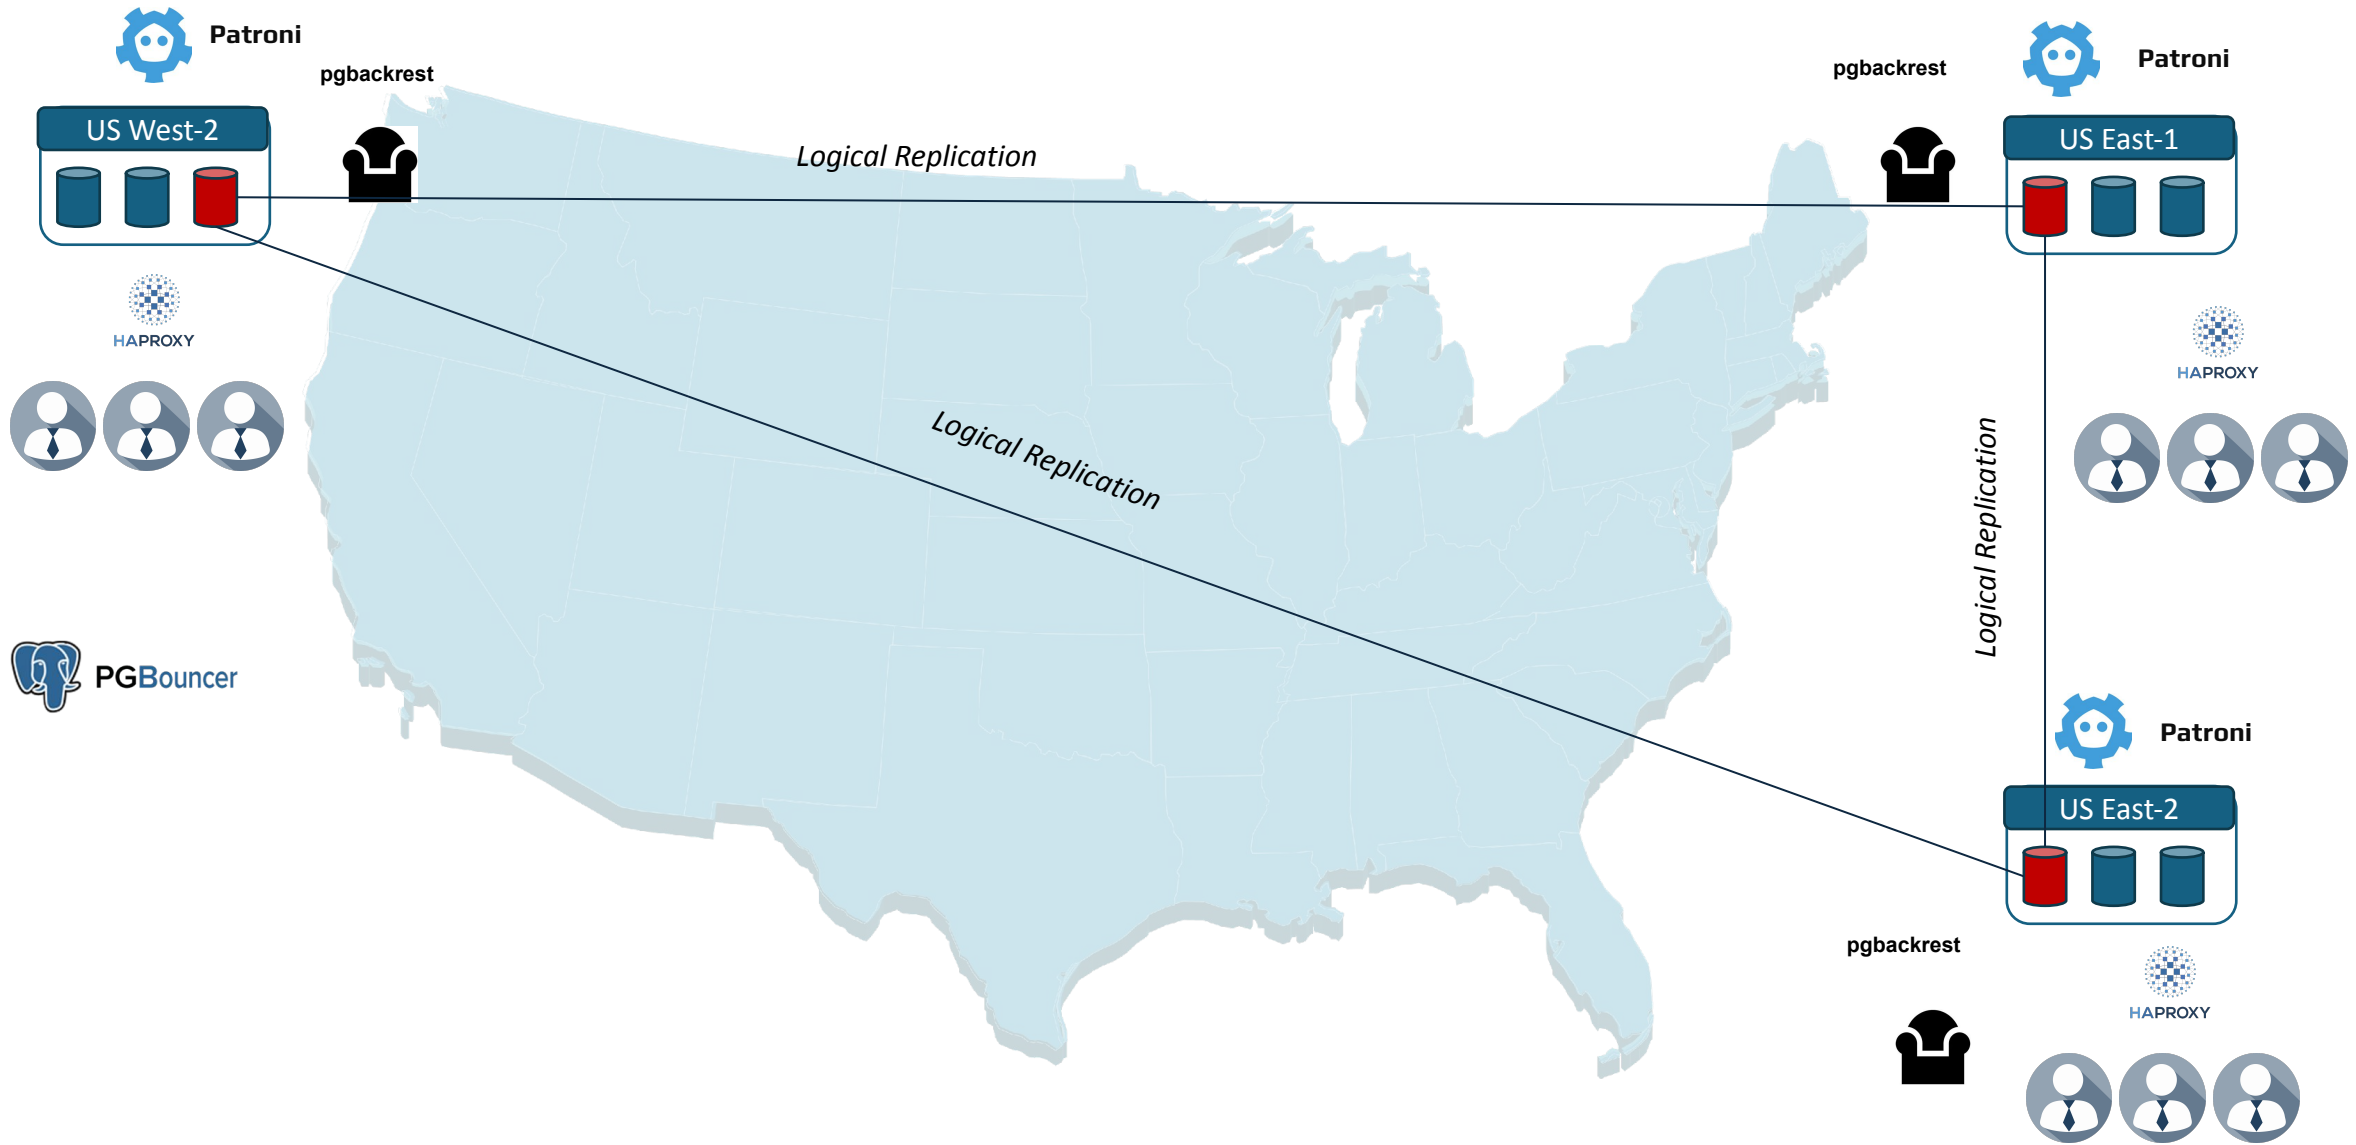 Patroni
pgbackrest
US West-2
HAPROXY
PGBouncer
Logical Replication
Logical Replication
pgbackrest
Patroni
US East-1
HAPROXY
Logical Replication
Patroni
US East-2
pgbackrest
HAPROXY